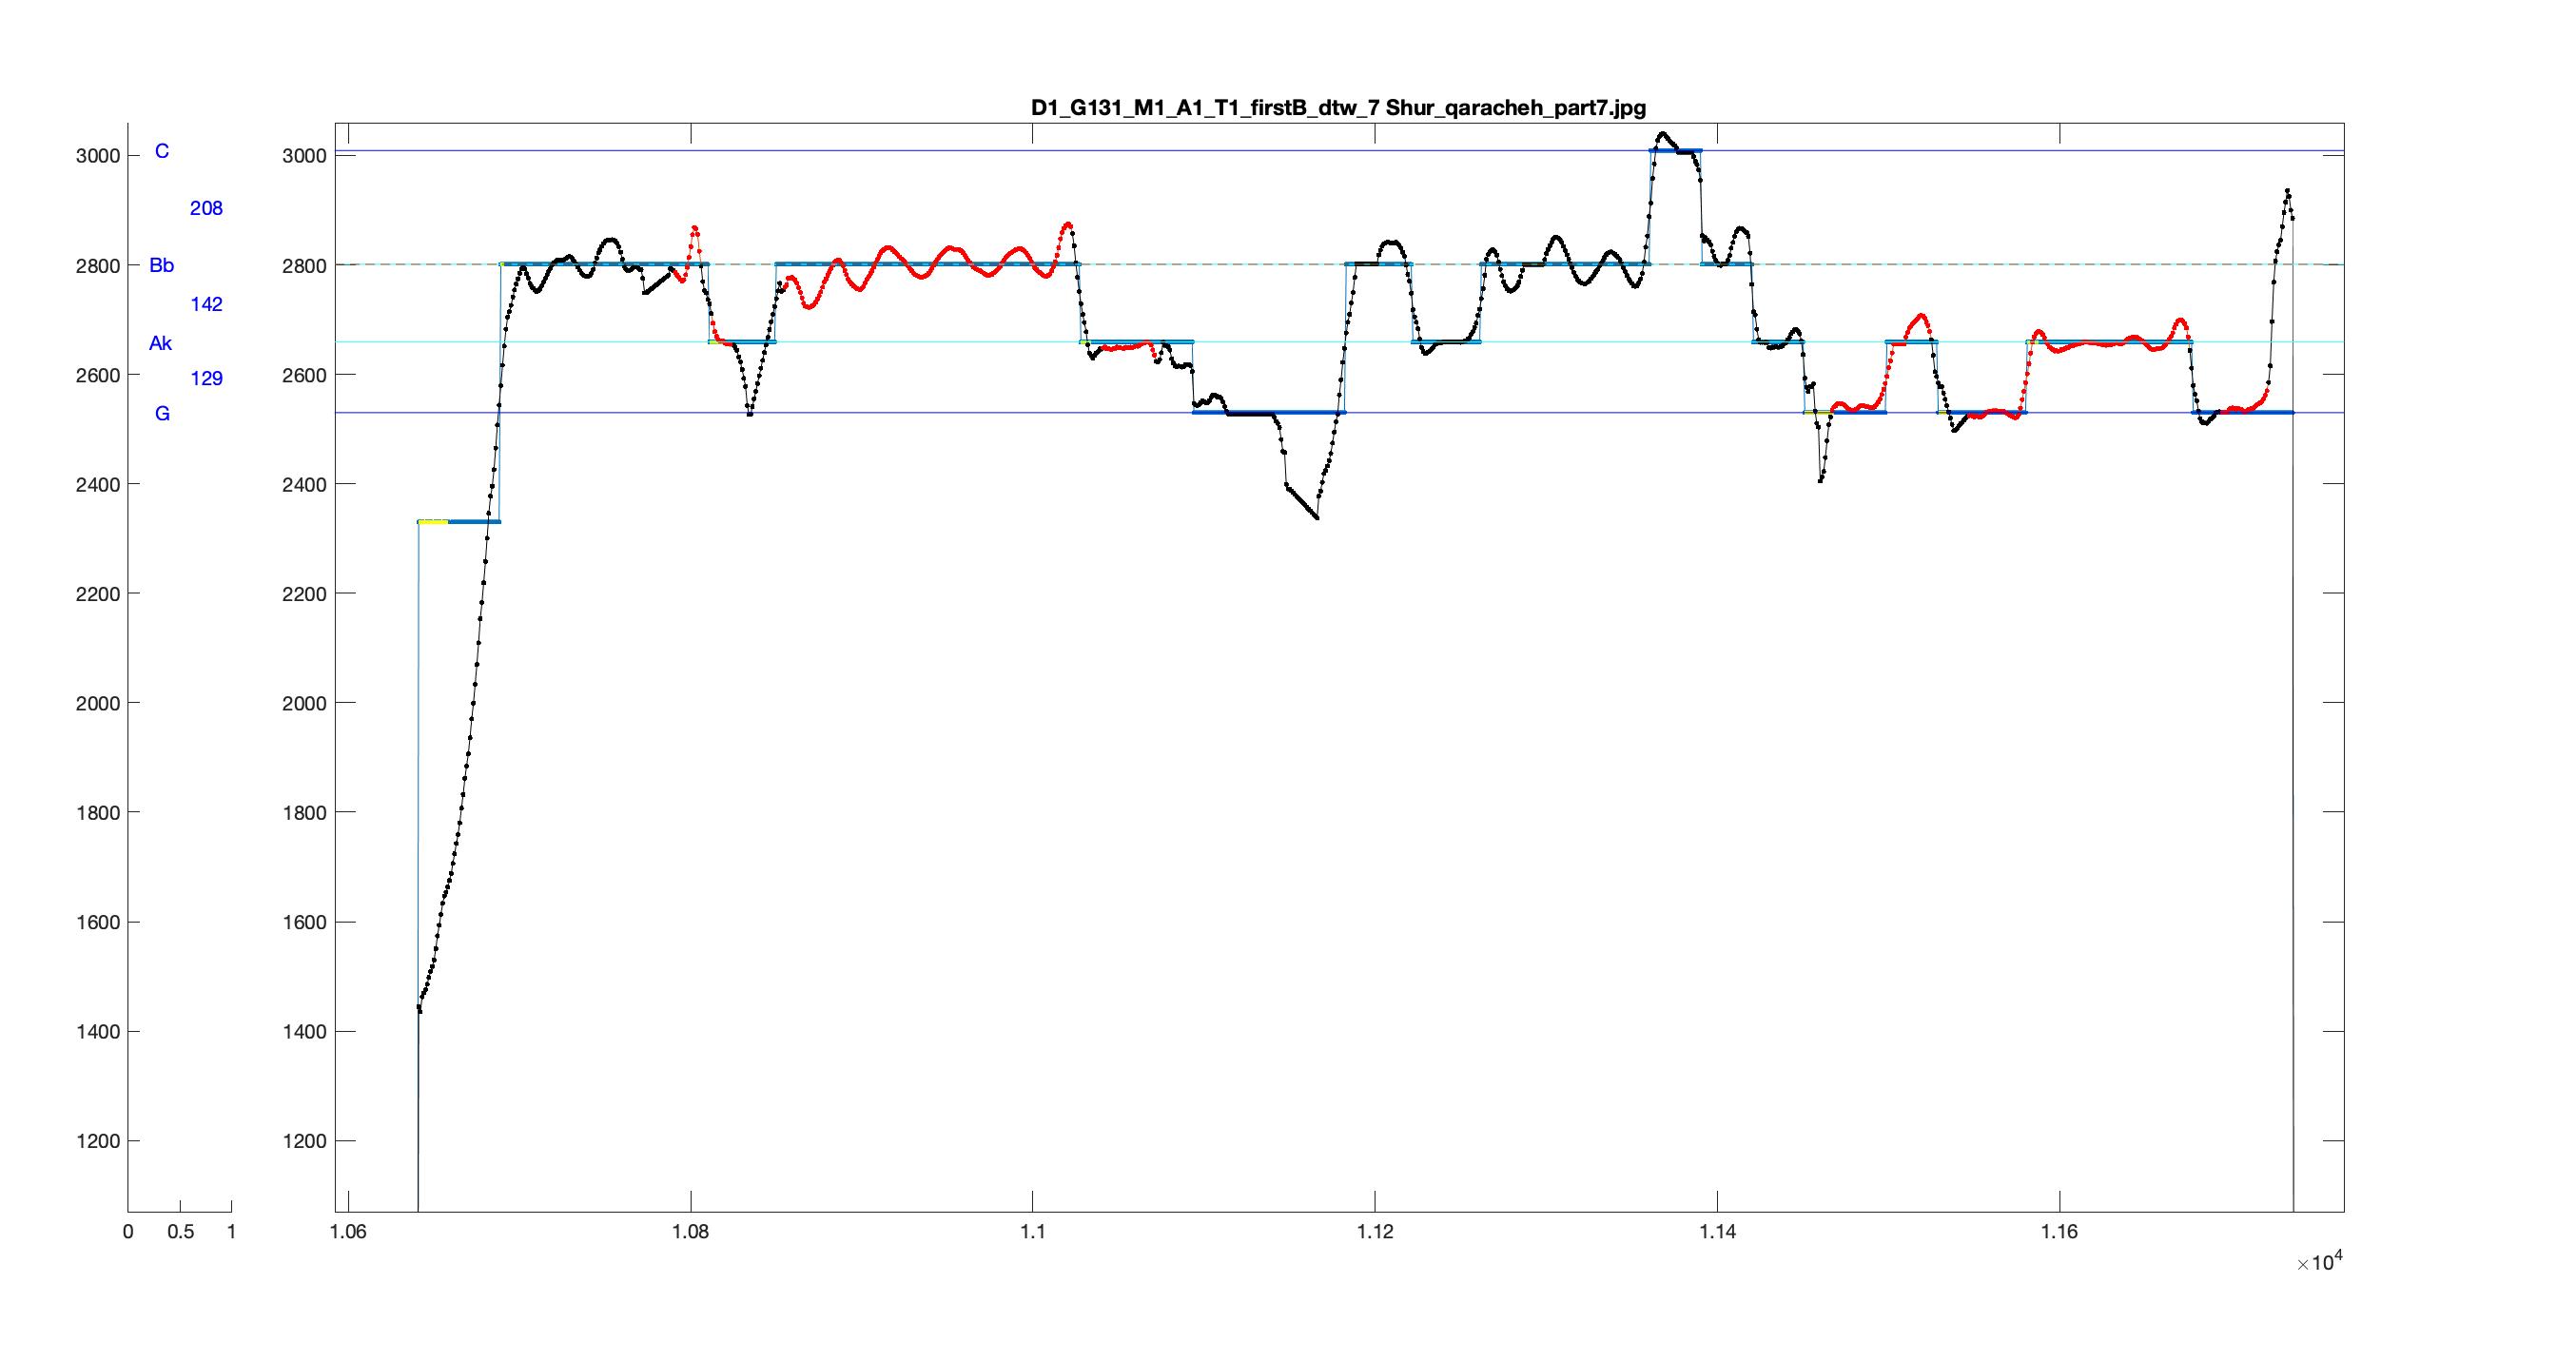 D1_G131_M1_A1_T1_firstB_dtw_7 Shur_qaracheh_part7.jpg
3000 C 3000
208
2800 Bb 2800
142
Ak
2600 129 2600
G
2400 2400
2200 2200
2000 2000
1800 1800
1600 1600
1400 1400
1200 1200
0 0.5 1 1.06 1.08 1.1 1.12 1.14 1.16
×10^4